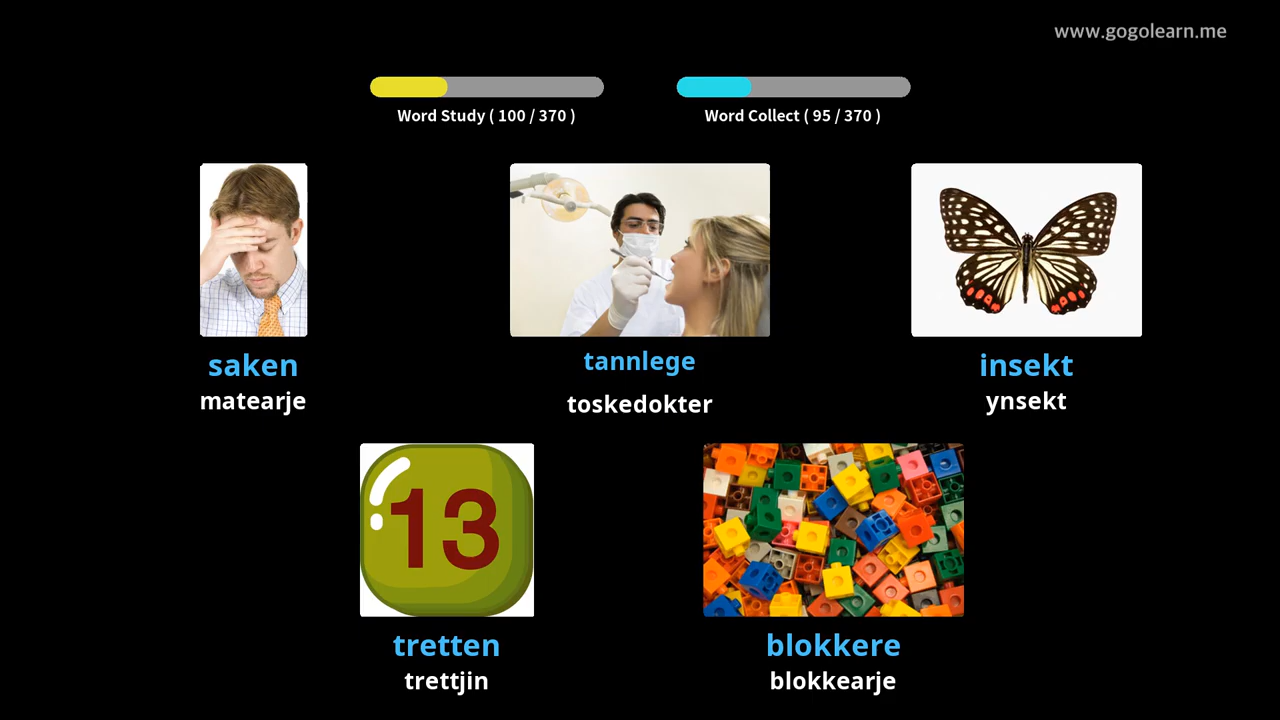 www.gogolearn.me
Word Study ( 100 / 370 )
Word Collect ( 95 / 370 )
saken
matearje
tannlege
toskedokter
insekt
ynsekt
13
tretten
trettjin
blokkere
blokkearje